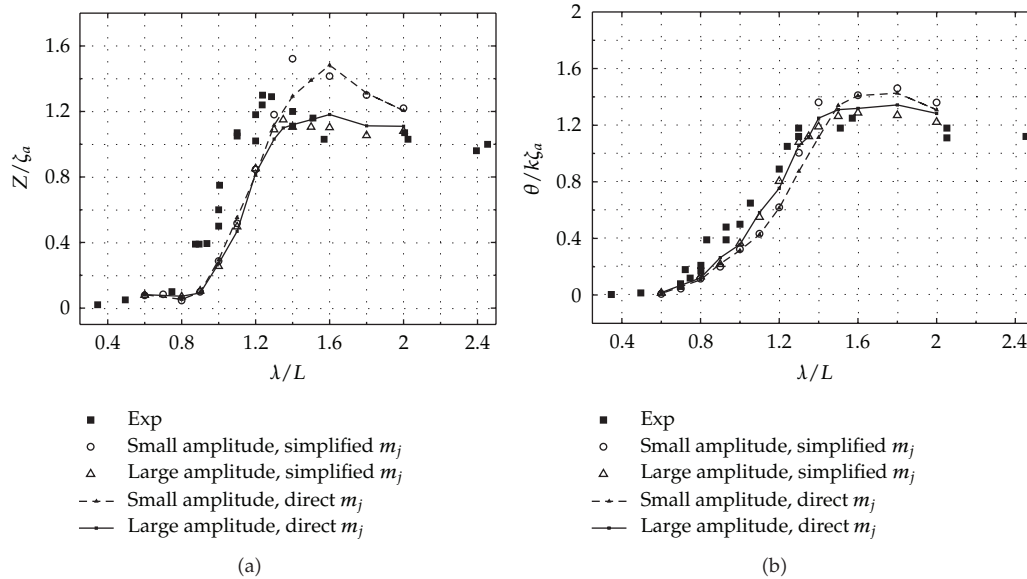 1.6
1.2
0.8
0.4
0
Z/ζₐ
0.4 0.8 1.2 1.6 2 2.4
λ/L
Exp
Small amplitude, simplified mⱼ
Large amplitude, simplified mⱼ
Small amplitude, direct mⱼ
Large amplitude, direct mⱼ
(a)
2
1.6
1.2
0.8
0.4
0
θ/kζₐ
0.4 0.8 1.2 1.6 2 2.4
λ/L
Exp
Small amplitude, simplified mⱼ
Large amplitude, simplified mⱼ
Small amplitude, direct mⱼ
Large amplitude, direct mⱼ
(b)